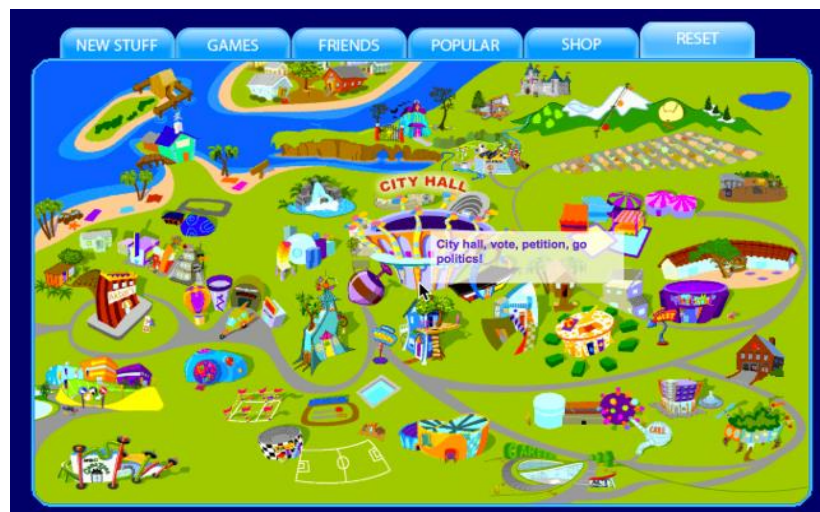 NEW STUFF
GAMES
FRIENDS
POPULAR
SHOP
RESET
CITY HALL
City hall, vote, petition, go
politics!